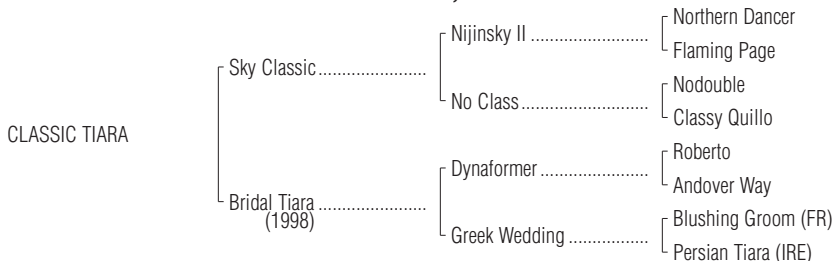 Northern Dancer
Nijinsky II ...............................
Flaming Page
Sky Classic............................
Nodouble
No Class..................................
Classy Quillo
CLASSIC TIARA
Roberto
Dynaformer ............................
Andover Way
Bridal Tiara ............................
(1998)
Blushing Groom (FR)
Greek Wedding .....................
Persian Tiara (IRE)